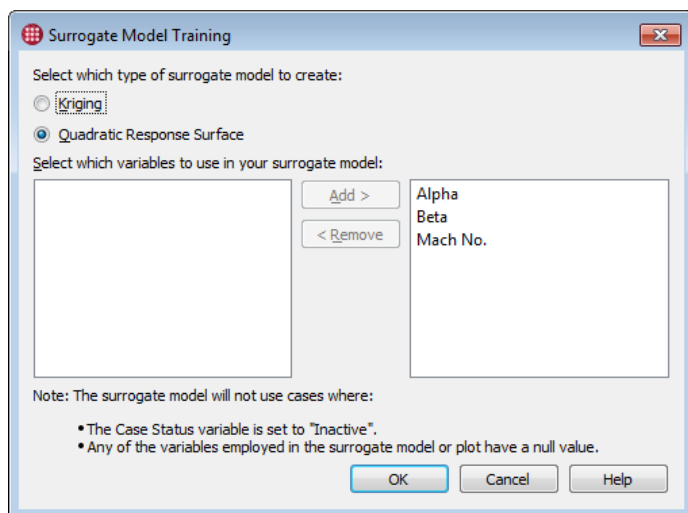 Surrogate Model Training
Select which type of surrogate model to create:
Kriging
Quadratic Response Surface
Select which variables to use in your surrogate model:
Add >
< Remove
Alpha
Beta
Mach No.
Note: The surrogate model will not use cases where:
• The Case Status variable is set to "Inactive".
• Any of the variables employed in the surrogate model or plot have a null value.
OK
Cancel
Help